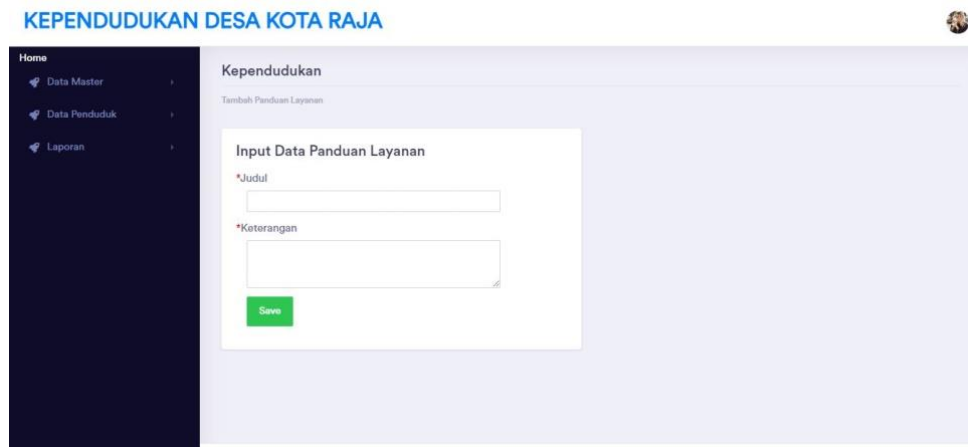 KEPENDUDUKAN DESA KOTA RAJA
Home
Data Master
Data Penduduk
Laporan
Kependudukan
Tambah Panduan Layanan
Input Data Panduan Layanan
*Judul
*Keterangan
Save